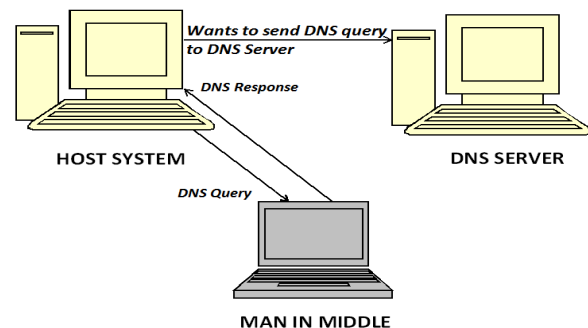 Wants to send DNS query
to DNS Server
DNS Response
HOST SYSTEM
DNS SERVER
DNS Query
MAN IN MIDDLE